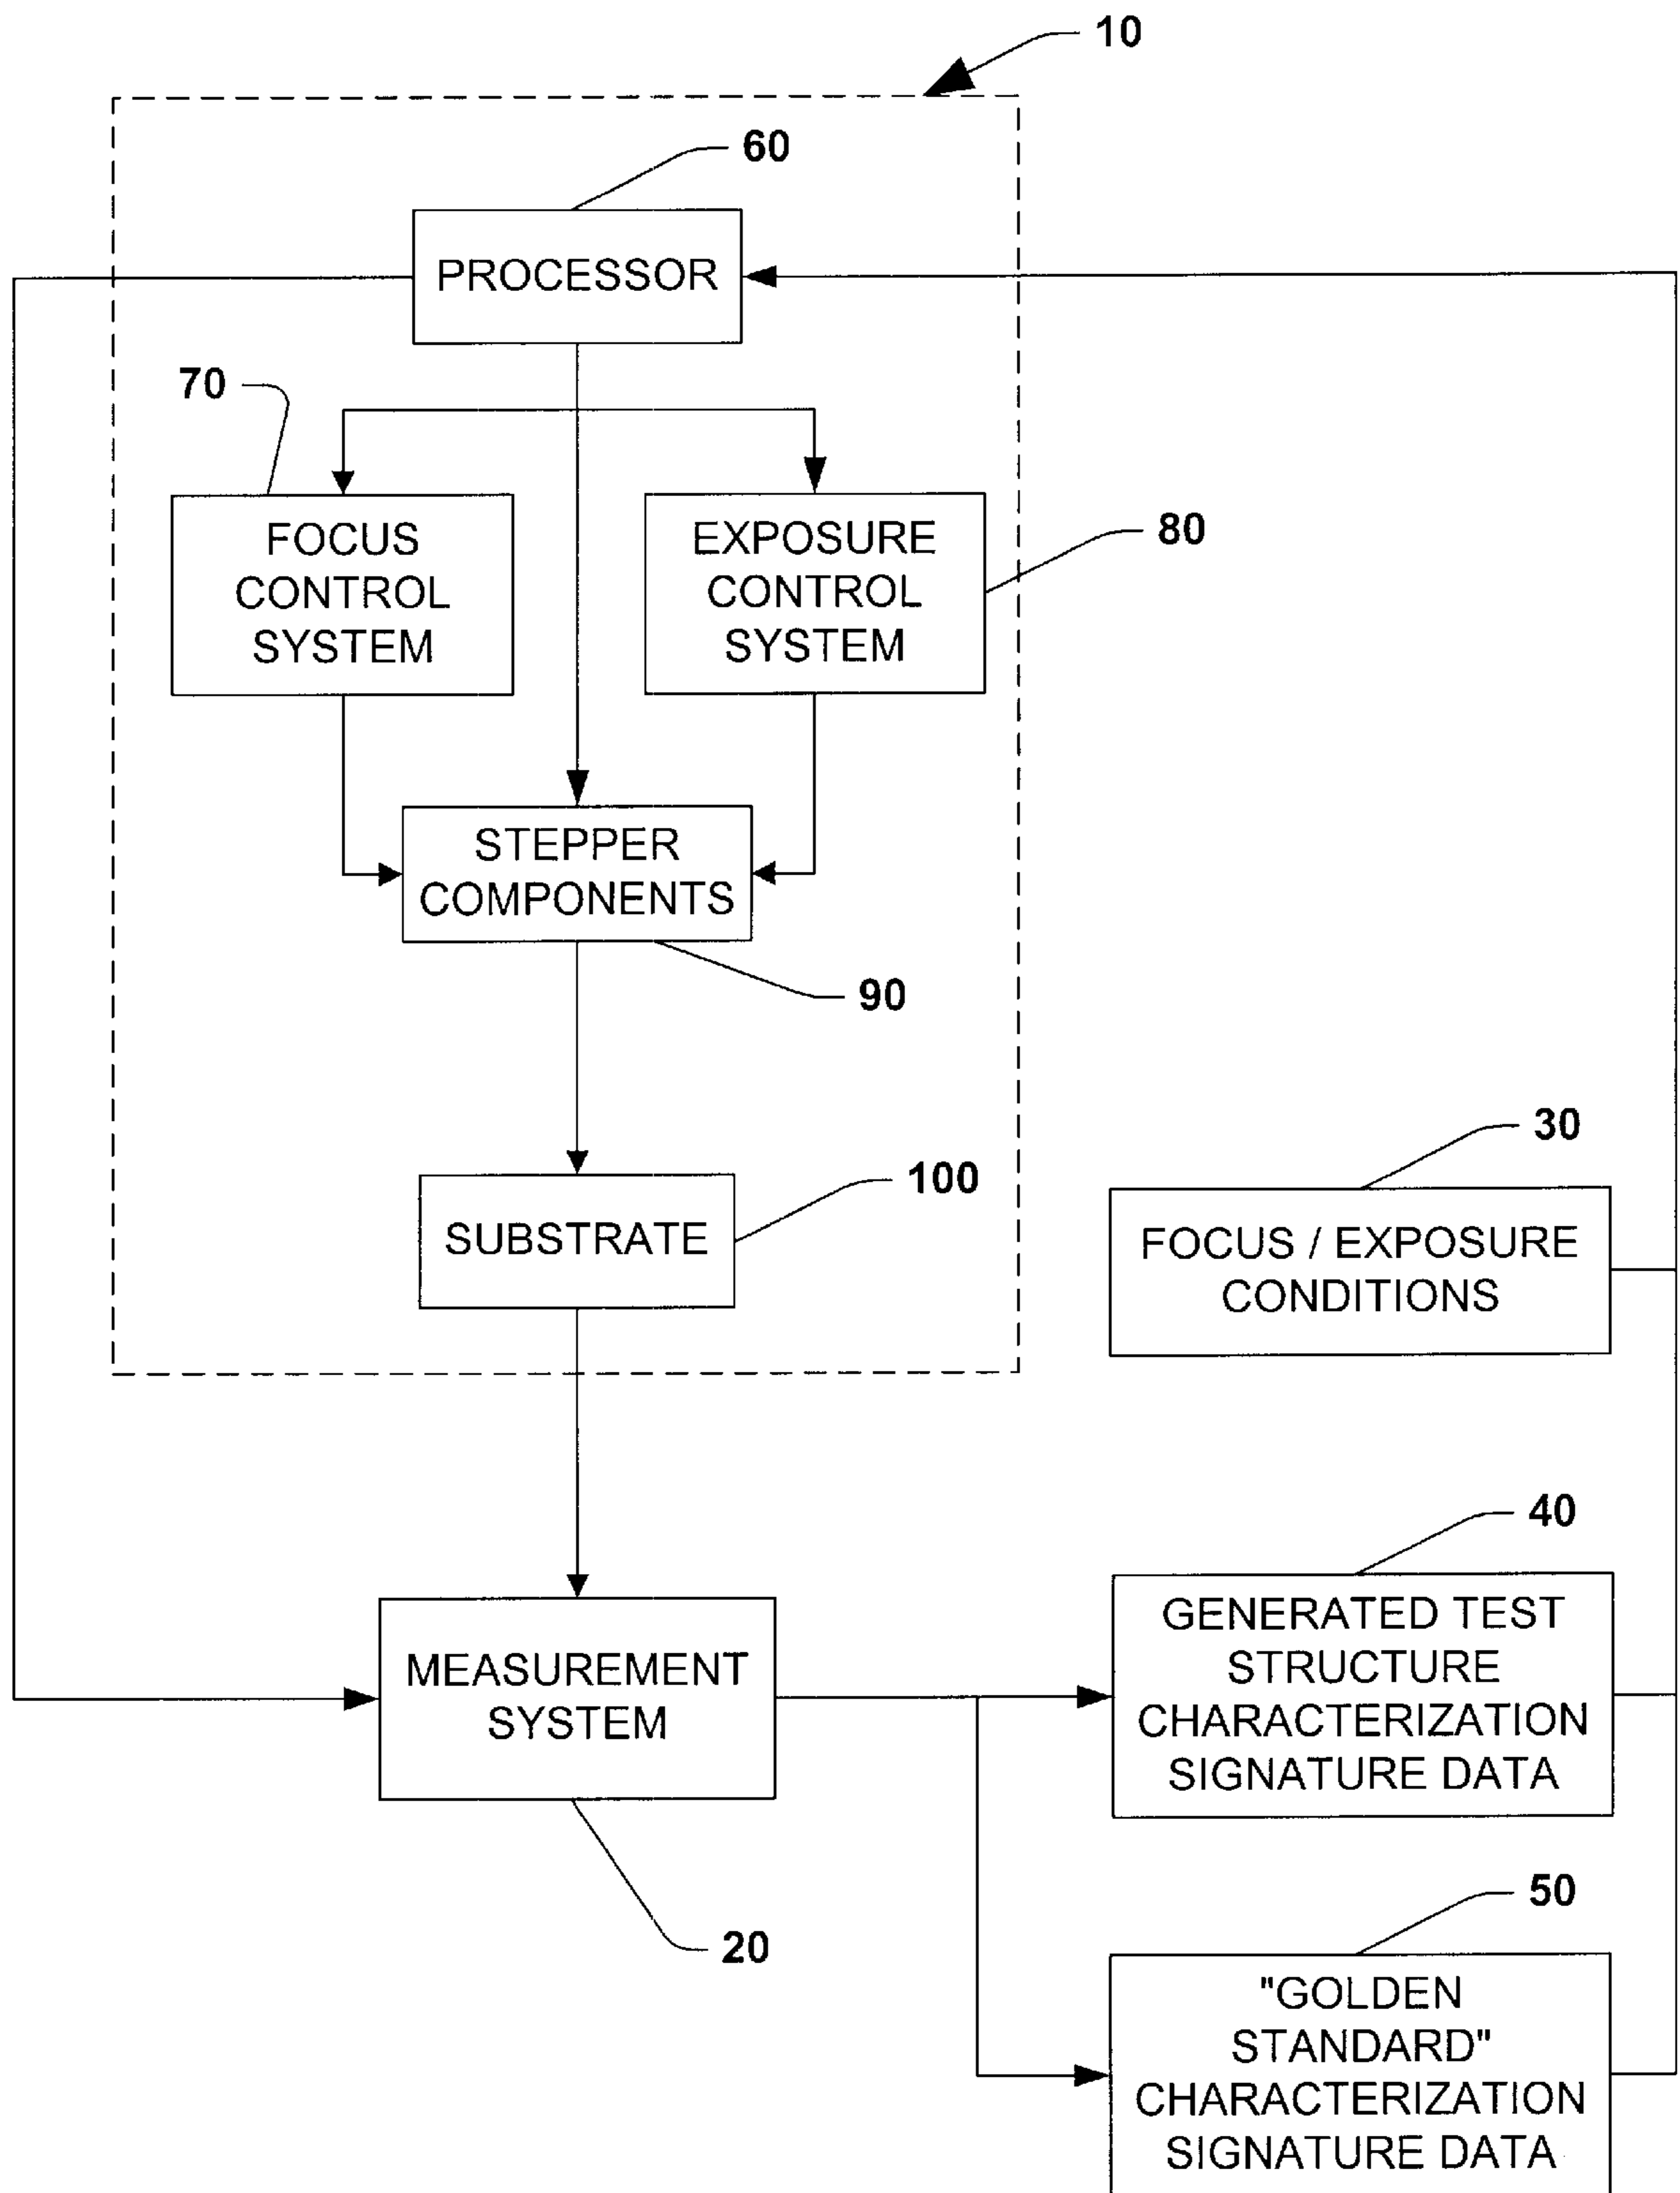 10
60
PROCESSOR
70
FOCUS
CONTROL
SYSTEM
EXPOSURE
CONTROL
SYSTEM
80
STEPPER
COMPONENTS
90
100
SUBSTRATE
30
FOCUS / EXPOSURE
CONDITIONS
40
GENERATED TEST
STRUCTURE
CHARACTERIZATION
SIGNATURE DATA
MEASUREMENT
SYSTEM
20
50
"GOLDEN
STANDARD"
CHARACTERIZATION
SIGNATURE DATA